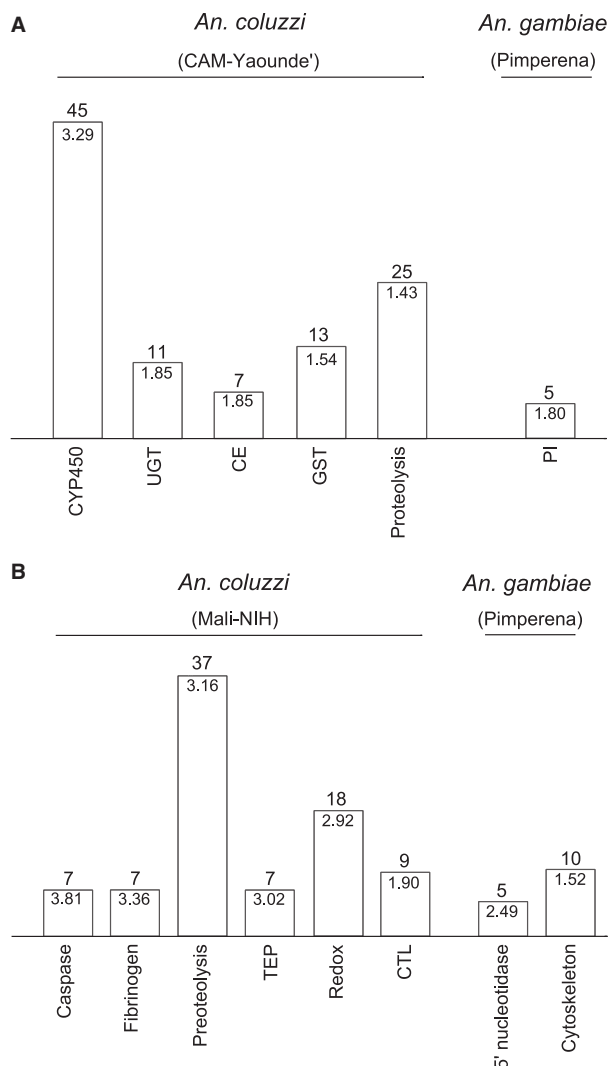 A
An. coluzzi An. gambiae
(CAM-Yaounde') (Pimperena)
45
3.29
11
1.85
7
1.85
13
1.54
25
1.43
5
1.80
CYP450
UGT
CE
GST
Proteolysis
PI
B
An. coluzzi An. gambiae
(Mali-NIH) (Pimperena)
7
3.81
7
3.36
37
3.16
7
3.02
18
2.92
9
1.90
5
2.49
10
1.52
Caspase
Fibrinogen
Preoteolysis
TEP
Redox
CTL
5' nucleotidase
Cytoskeleton